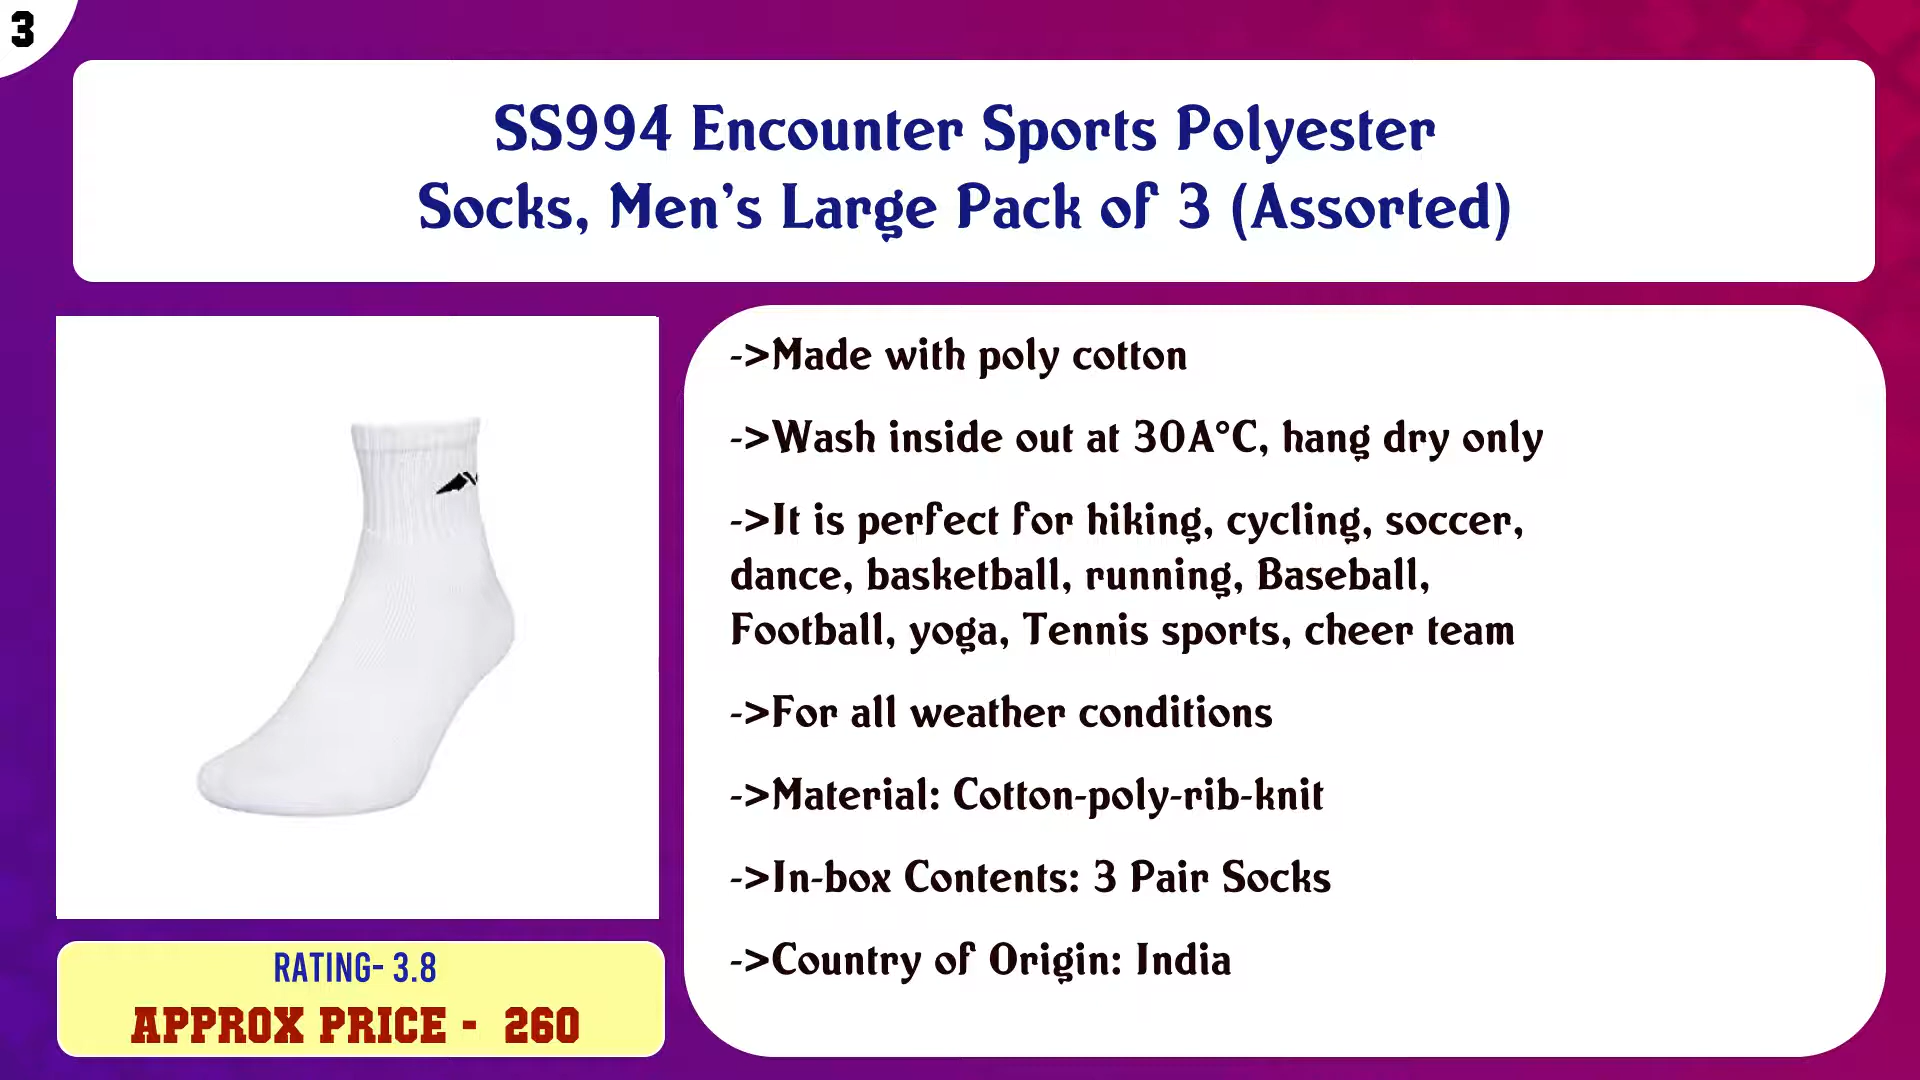 3
SS994 Encounter Sports Polyester
Socks, Men's Large Pack of 3 (Assorted)
->Made with poly cotton
->Wash inside out at 30A°C, hang dry only
->It is perfect for hiking, cycling, soccer,
dance, basketball, running, Baseball,
Football, yoga, Tennis sports, cheer team
->For all weather conditions
->Material: Cotton-poly-rib-knit
->In-box Contents: 3 Pair Socks
->Country of Origin: India
RATING- 3.8
APPROX PRICE - 260